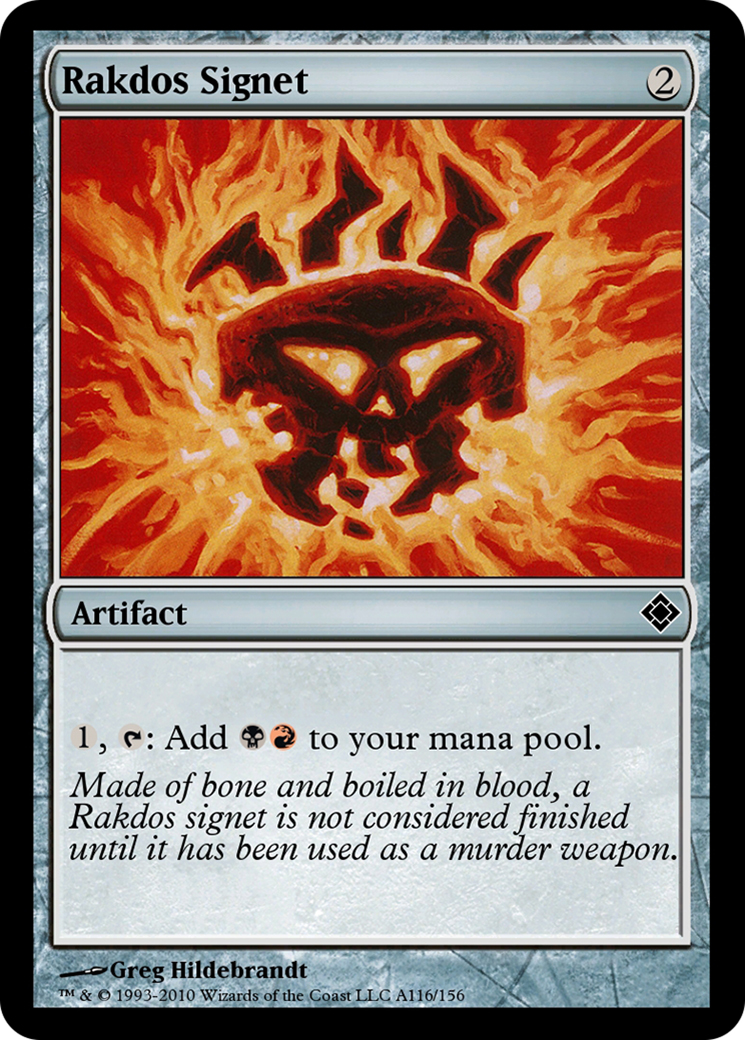 Rakdos Signet 2
Artifact
1, : Add to your mana pool.
Made of bone and boiled in blood, a
Rakdos signet is not considered finished
until it has been used as a murder weapon.
Greg Hildebrandt
™ & © 1993-2010 Wizards of the Coast LLC A116/156